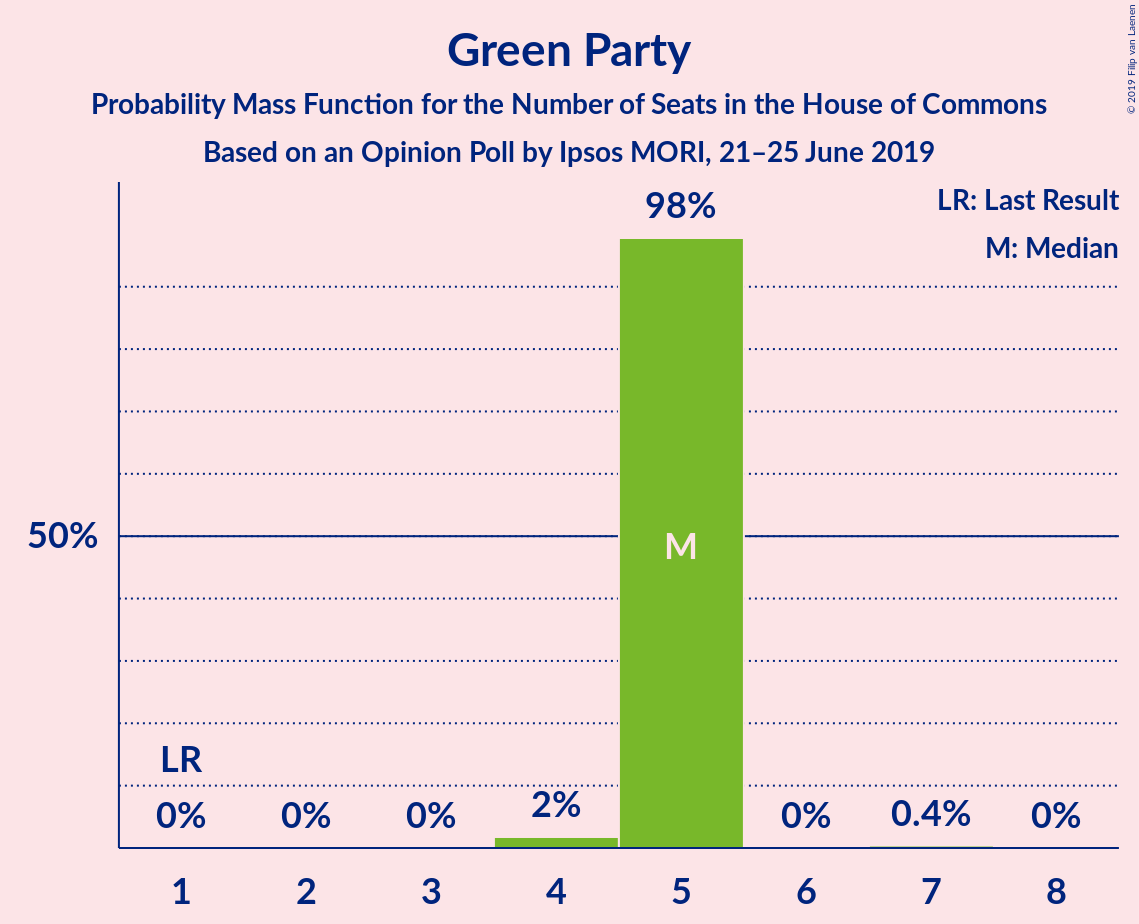 Green Party
Probability Mass Function for the Number of Seats in the House of Commons
Based on an Opinion Poll by Ipsos MORI, 21–25 June 2019
© 2019 Filip van Laenen
LR: Last Result
M: Median
98%
50%
M
LR
0% 0% 0% 2% 0% 0.4% 0%
1 2 3 4 5 6 7 8